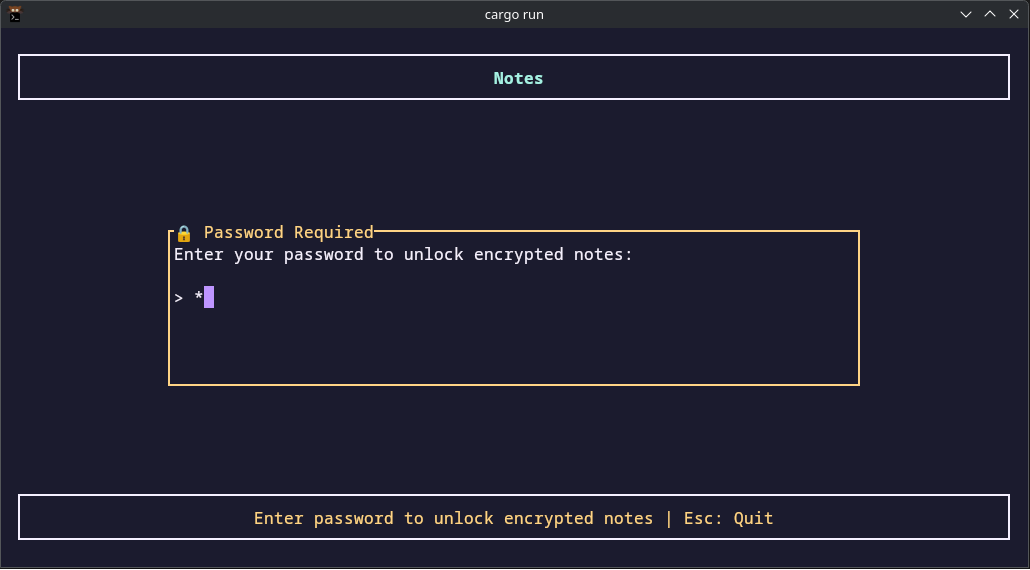 cargo run
Notes
🔒 Password Required
Enter your password to unlock encrypted notes:
> *
Enter password to unlock encrypted notes | Esc: Quit